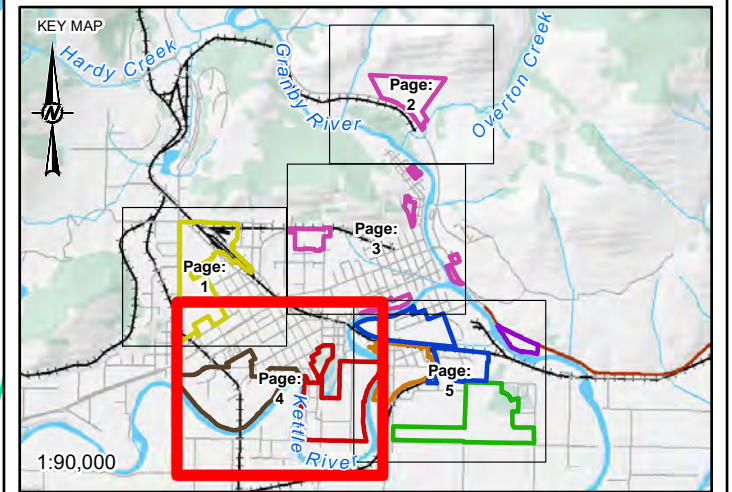 KEY MAP
Hardy Creek
N
Granby River
Overton Creek
Page:
2
Page:
3
Page:
1
Page:
4
Page:
5
Kettle River
1:90,000